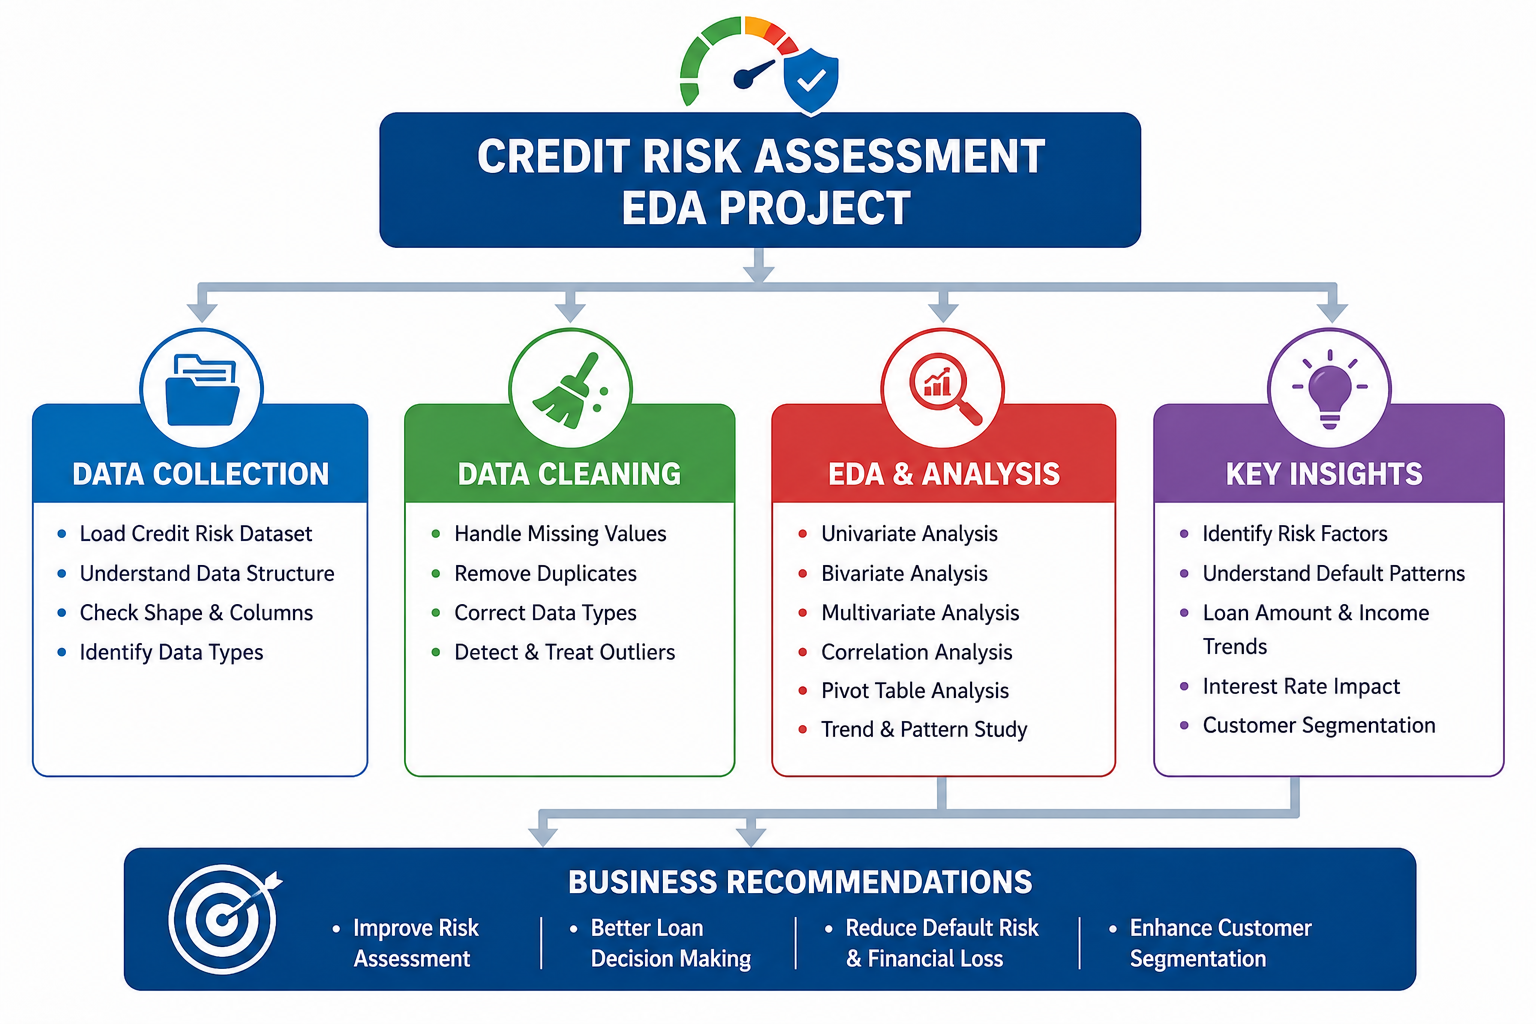 CREDIT RISK ASSESSMENT
EDA PROJECT
DATA COLLECTION
• Load Credit Risk Dataset
• Understand Data Structure
• Check Shape & Columns
• Identify Data Types
DATA CLEANING
• Handle Missing Values
• Remove Duplicates
• Correct Data Types
• Detect & Treat Outliers
EDA & ANALYSIS
• Univariate Analysis
• Bivariate Analysis
• Multivariate Analysis
• Correlation Analysis
• Pivot Table Analysis
• Trend & Pattern Study
KEY INSIGHTS
• Identify Risk Factors
• Understand Default Patterns
• Loan Amount & Income
Trends
• Interest Rate Impact
• Customer Segmentation
BUSINESS RECOMMENDATIONS
• Improve Risk
Assessment
• Better Loan
Decision Making
• Reduce Default Risk
& Financial Loss
• Enhance Customer
Segmentation